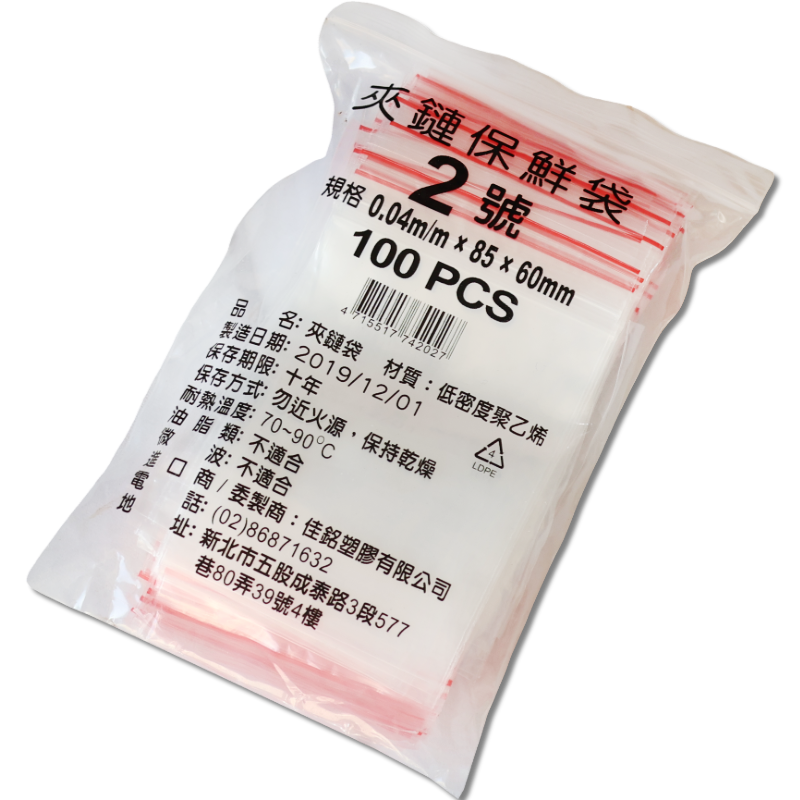 夾鏈保鮮袋
2號
規格 0.04m/m × 85 × 60mm
100 PCS
4 715517 742027
品名: 夾鏈袋 材質: 低密度聚乙烯
製造日期: 2019/12/01
保存期限: 十年
保存方式: 勿近火源，保持乾燥
耐熱溫度: 70~90°C
油脂類: 不適合
微波: 不適合
進口商/委製商: 佳銘塑膠有限公司
電話: (02)86871632
地址: 新北市五股成泰路3段577
巷80弄39號4樓
4
LDPE